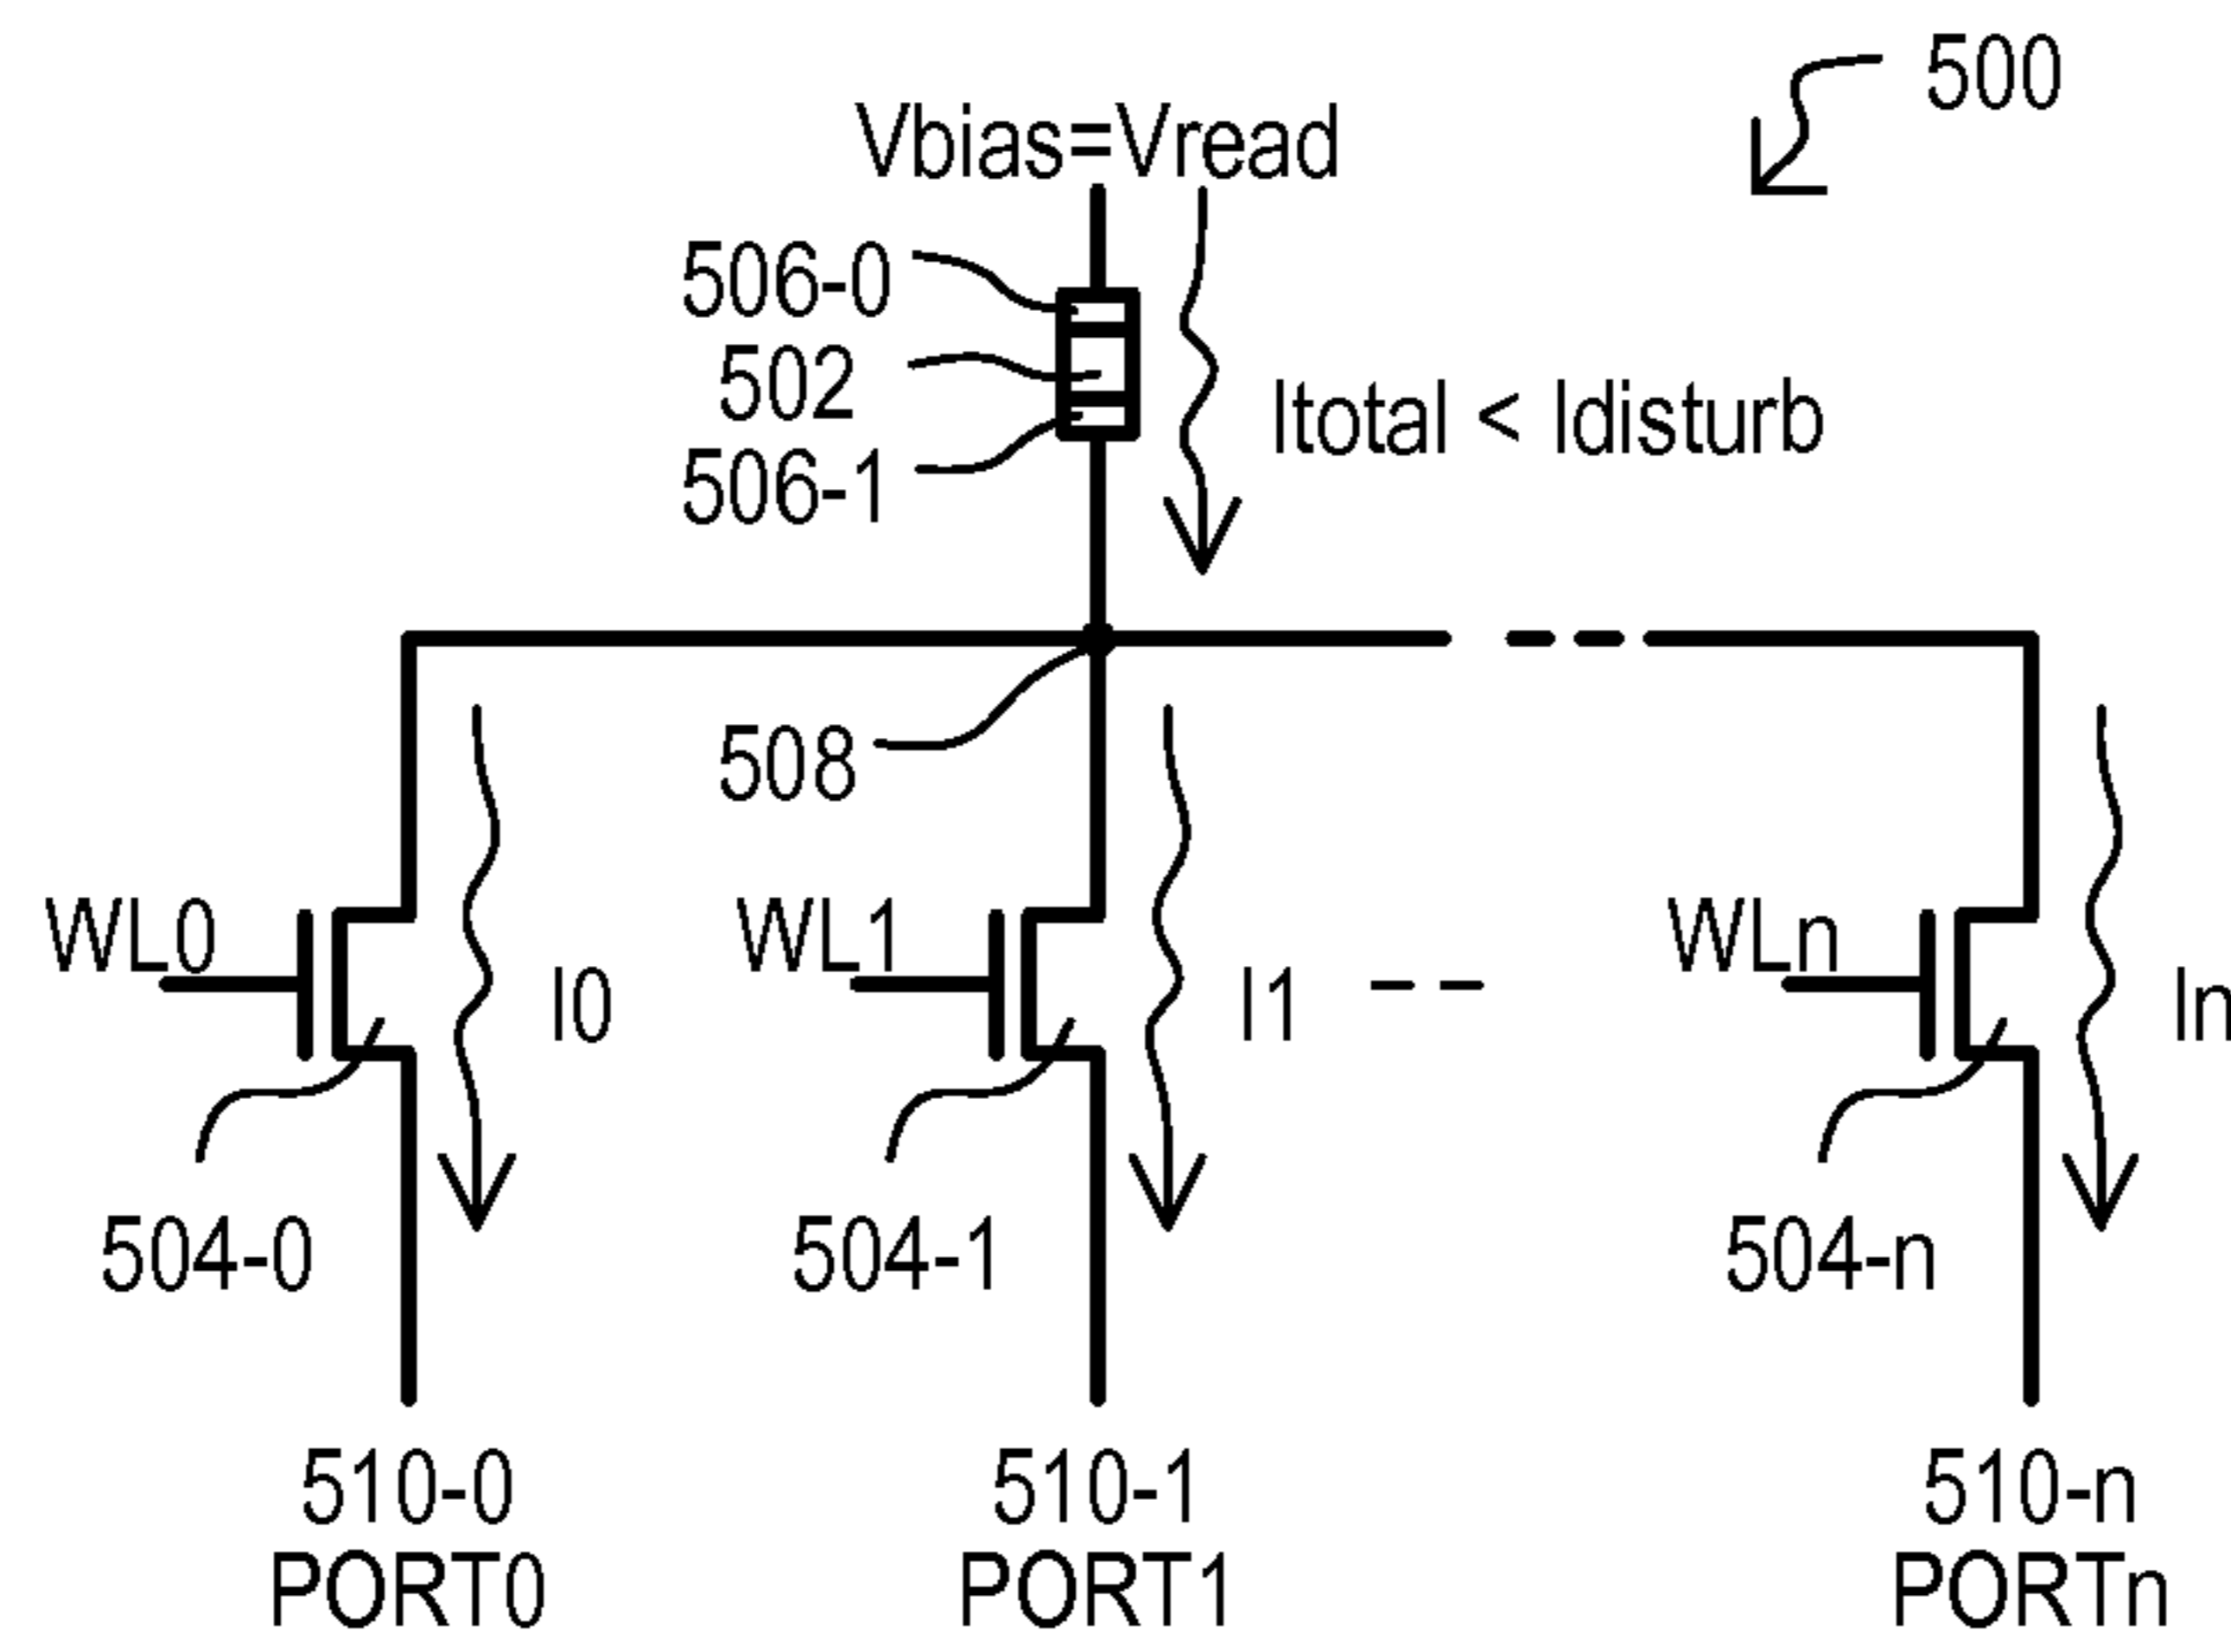 500
Vbias=Vread
506-0
502
Itotal < Idisturb
506-1
508
WL0
WL1
WLn
I0
I1
In
504-0
504-1
504-n
510-0
510-1
510-n
PORT0
PORT1
PORTn